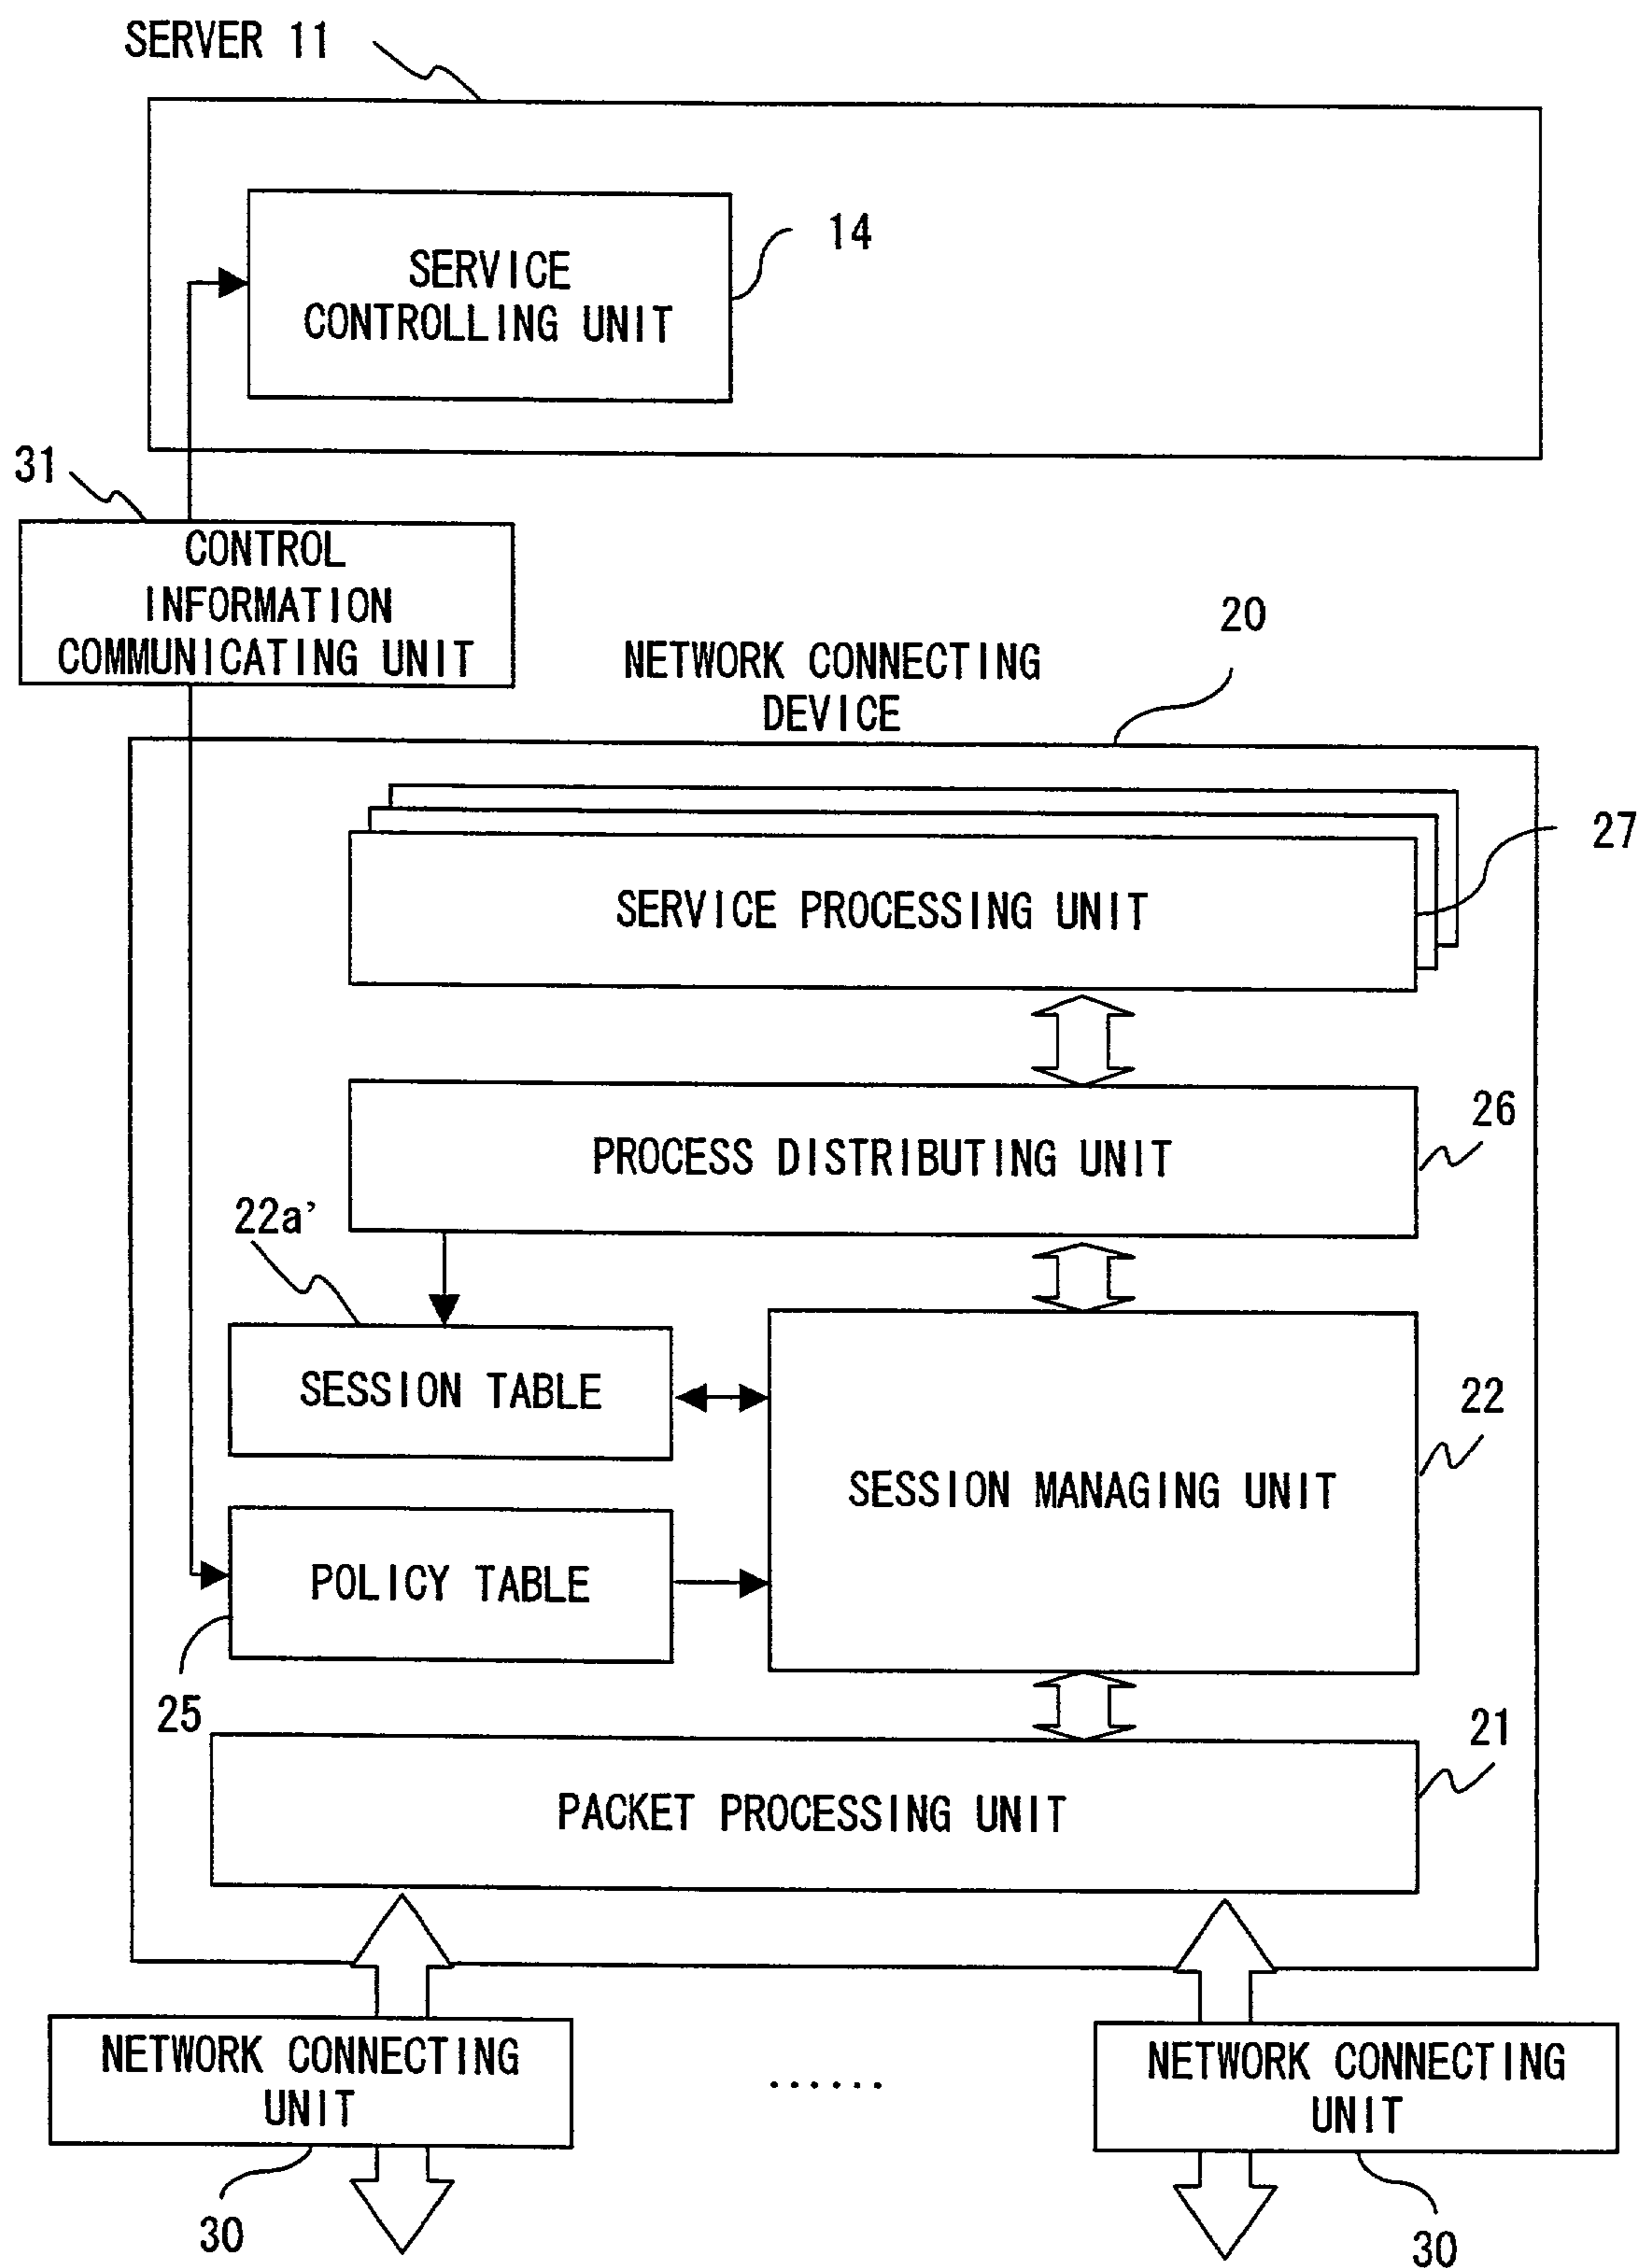 SERVER 11
14
SERVICE
CONTROLLING UNIT
31
CONTROL
INFORMATION
COMMUNICATING UNIT
20
NETWORK CONNECTING
DEVICE
27
SERVICE PROCESSING UNIT
26
PROCESS DISTRIBUTING UNIT
22a'
SESSION TABLE
22
SESSION MANAGING UNIT
POLICY TABLE
25
21
PACKET PROCESSING UNIT
NETWORK CONNECTING
UNIT
......
NETWORK CONNECTING
UNIT
30
30